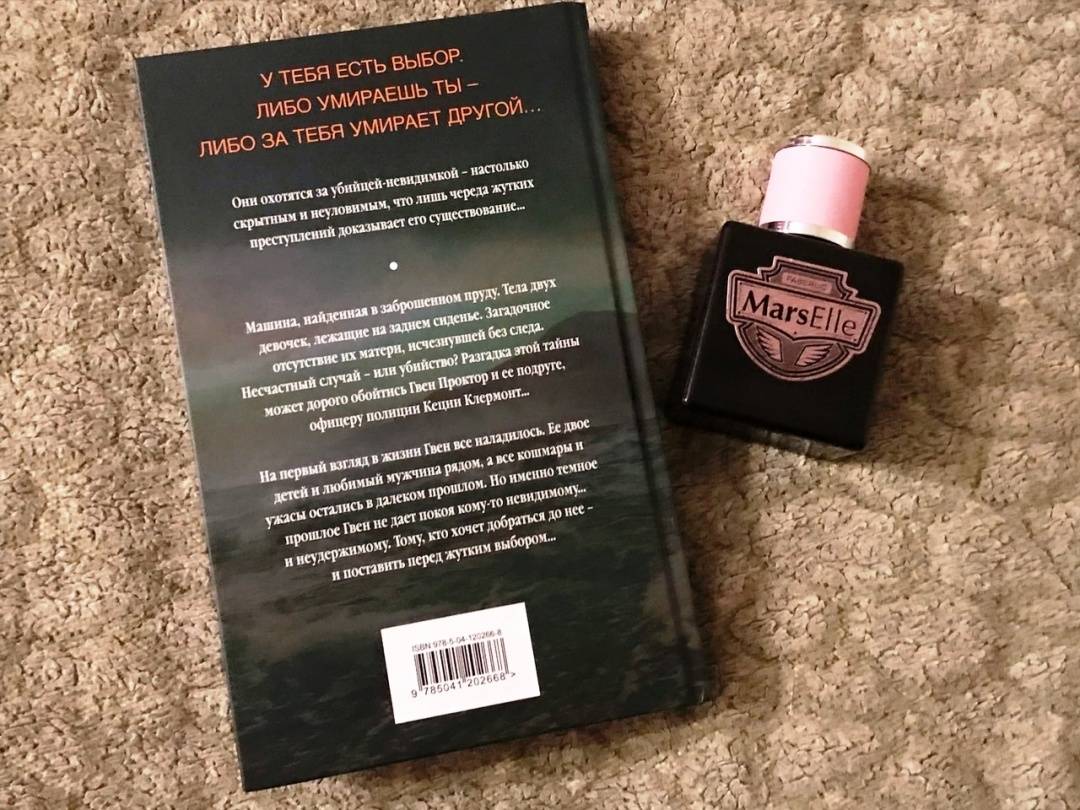 У ТЕБЯ ЕСТЬ ВЫБОР.
ЛИБО УМИРАЕШЬ ТЫ –
ЛИБО ЗА ТЕБЯ УМИРАЕТ ДРУГОЙ...
Они охотятся за убийцей-невидимкой – настолько
скрытным и неуловимым, что лишь череда жутких
преступлений доказывает его существование...
Машина, найденная в заброшенном пруду. Тела двух
девочек, лежащие на заднем сиденье. Загадочное
отсутствие их матери, исчезнувшей без следа.
Несчастный случай – или убийство? Разгадка этой тайны
может дорого обойтись Гвен Проктор и ее подруге,
офицеру полиции Кеции Клермонт...
На первый взгляд в жизни Гвен все наладилось. Ее двое
детей и любимый мужчина рядом, а все кошмары и
ужасы остались в далеком прошлом. Но именно темное
прошлое Гвен не дает покоя кому-то невидимому...
и неудержимому. Тому, кто хочет добраться до нее –
и поставить перед жутким выбором...
ISBN 978-5-04-120266-8
9 785041 202668 >
FABERLIC
MarsElle